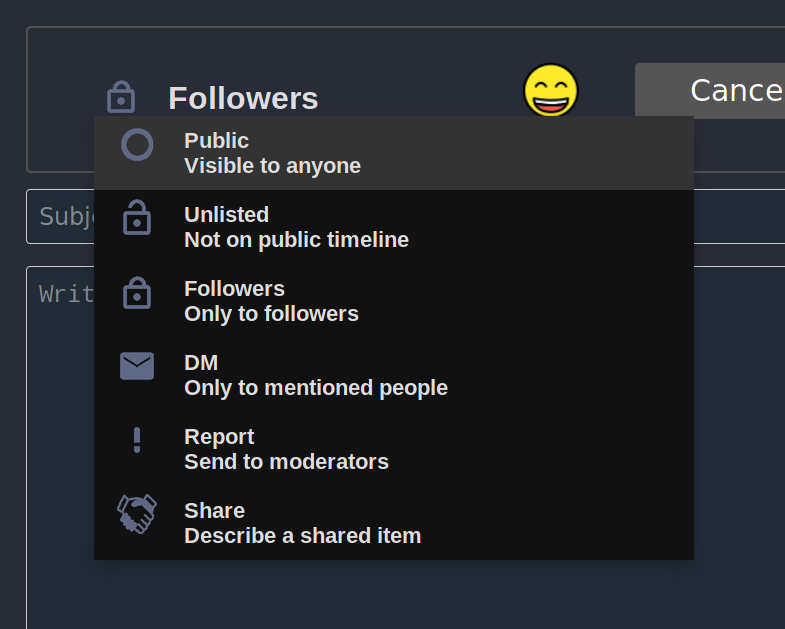 Followers
Cance
Public
Visible to anyone
Subj
Unlisted
Not on public timeline
Followers
Writ
Only to followers
DM
Only to mentioned people
Report
Send to moderators
Share
Describe a shared item